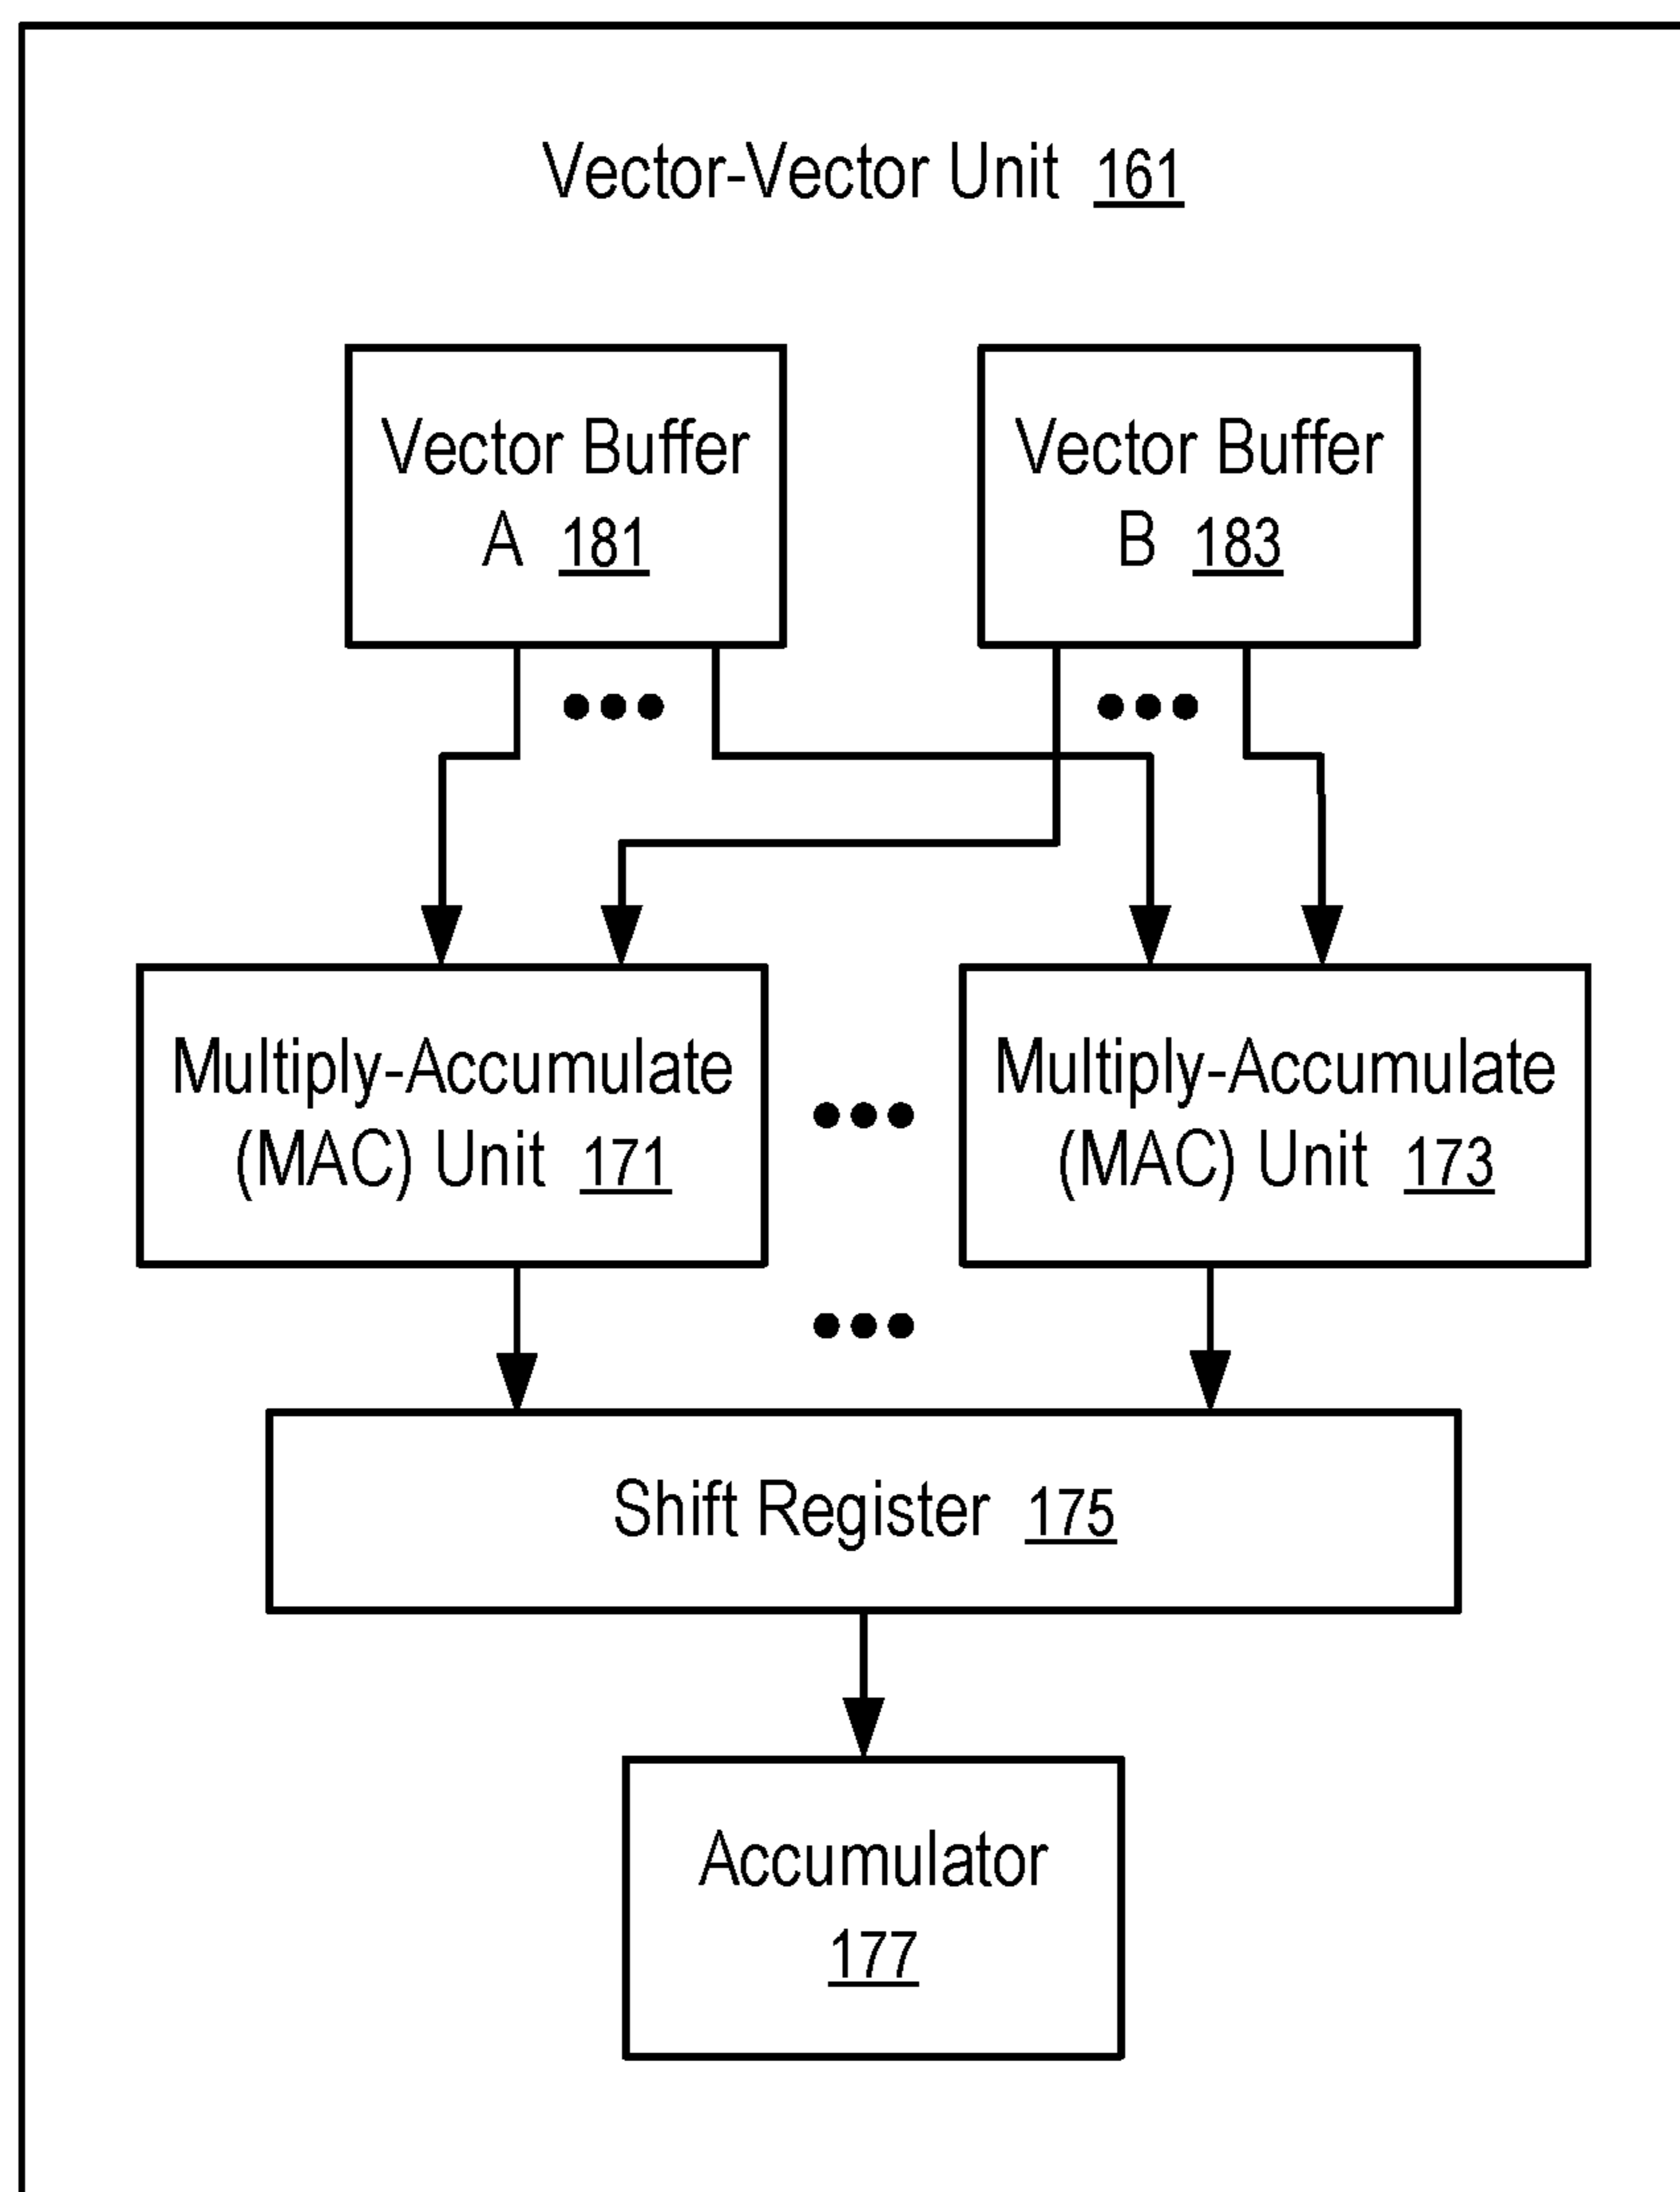 Vector-Vector Unit 161
Vector Buffer
A 181
Vector Buffer
B 183
Multiply-Accumulate
(MAC) Unit 171
Multiply-Accumulate
(MAC) Unit 173
Shift Register 175
Accumulator
177